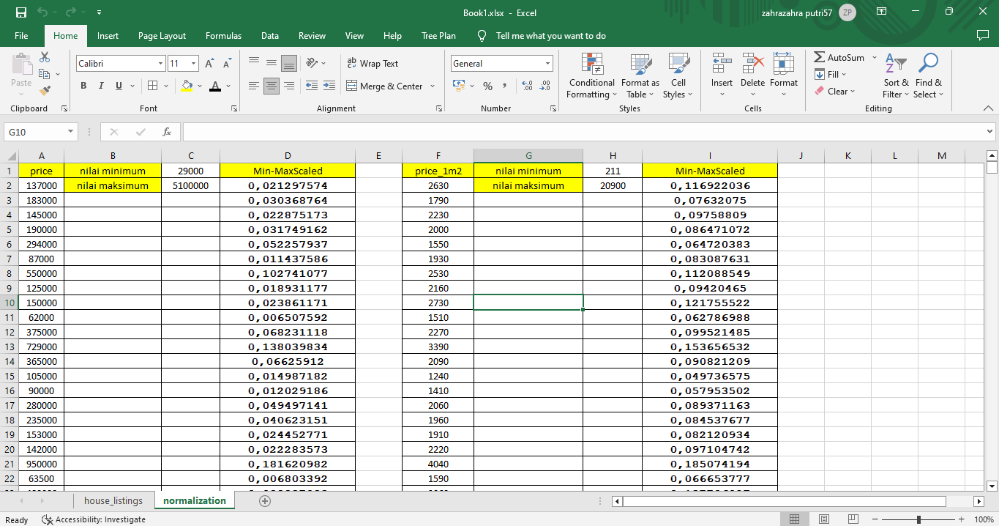 Book1.xlsx - Excel
zahrazahra putri57 ZP
File Home Insert Page Layout Formulas Data Review View Help Tree Plan Tell me what you want to do
Calibri 11 Wrap Text General AutoSum
Paste B I U Merge & Center % Conditional Formatting Format as Table Cell Styles Insert Delete Format Fill Clear Sort & Filter Find & Select
Clipboard Font Alignment Number Styles Cells Editing
G10 fx
A B C D E F G H I J K L M
1 price nilai minimum 29000 Min-MaxScaled price_1m2 nilai minimum 211 Min-MaxScaled
2 137000 nilai maksimum 5100000 0,021297574 2630 nilai maksimum 20900 0,116922036
3 183000 0,030368764 1790 0,07632075
4 145000 0,022875173 2230 0,09758809
5 190000 0,031749162 2000 0,086471072
6 294000 0,052257937 1550 0,064720383
7 87000 0,011437586 1930 0,083087631
8 550000 0,102741077 2530 0,112088549
9 125000 0,018931177 2160 0,09420465
10 150000 0,023861171 2730 0,121755522
11 62000 0,006507592 1510 0,062786988
12 375000 0,068231118 2270 0,099521485
13 729000 0,138039834 3390 0,153656532
14 365000 0,06625912 2090 0,090821209
15 105000 0,014987182 1240 0,049736575
16 90000 0,012029186 1410 0,057953502
17 280000 0,049497141 2060 0,089371163
18 235000 0,040623151 1960 0,084537677
19 153000 0,024452771 1910 0,082120934
20 142000 0,022283573 2220 0,097104742
21 950000 0,181620982 4040 0,185074194
22 63500 0,006803392 1590 0,066653777
house_listings normalization
Ready Accessibility: Investigate 100%